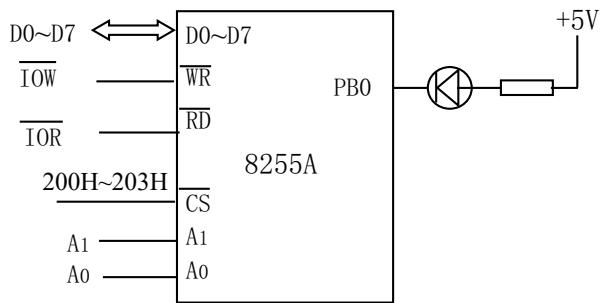 +5V
D0~D7 D0~D7
IOW WR PB0
IOR RD
8255A
200H~203H CS
A1 A1
A0 A0